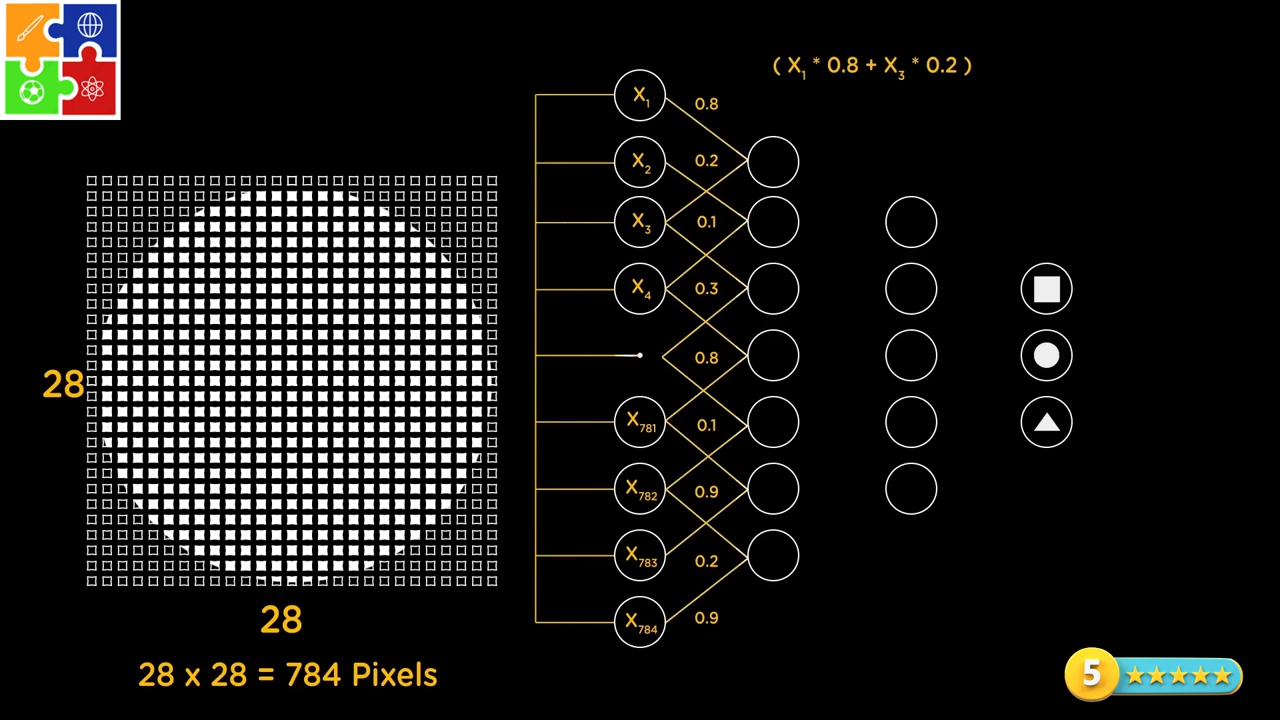 ( X1 * 0.8 + X3 * 0.2 )
X1
0.8
X2
0.2
X3
0.1
X4
0.3
28
0.8
X781
0.1
X782
0.9
X783
0.2
X784
0.9
28
28 x 28 = 784 Pixels
5